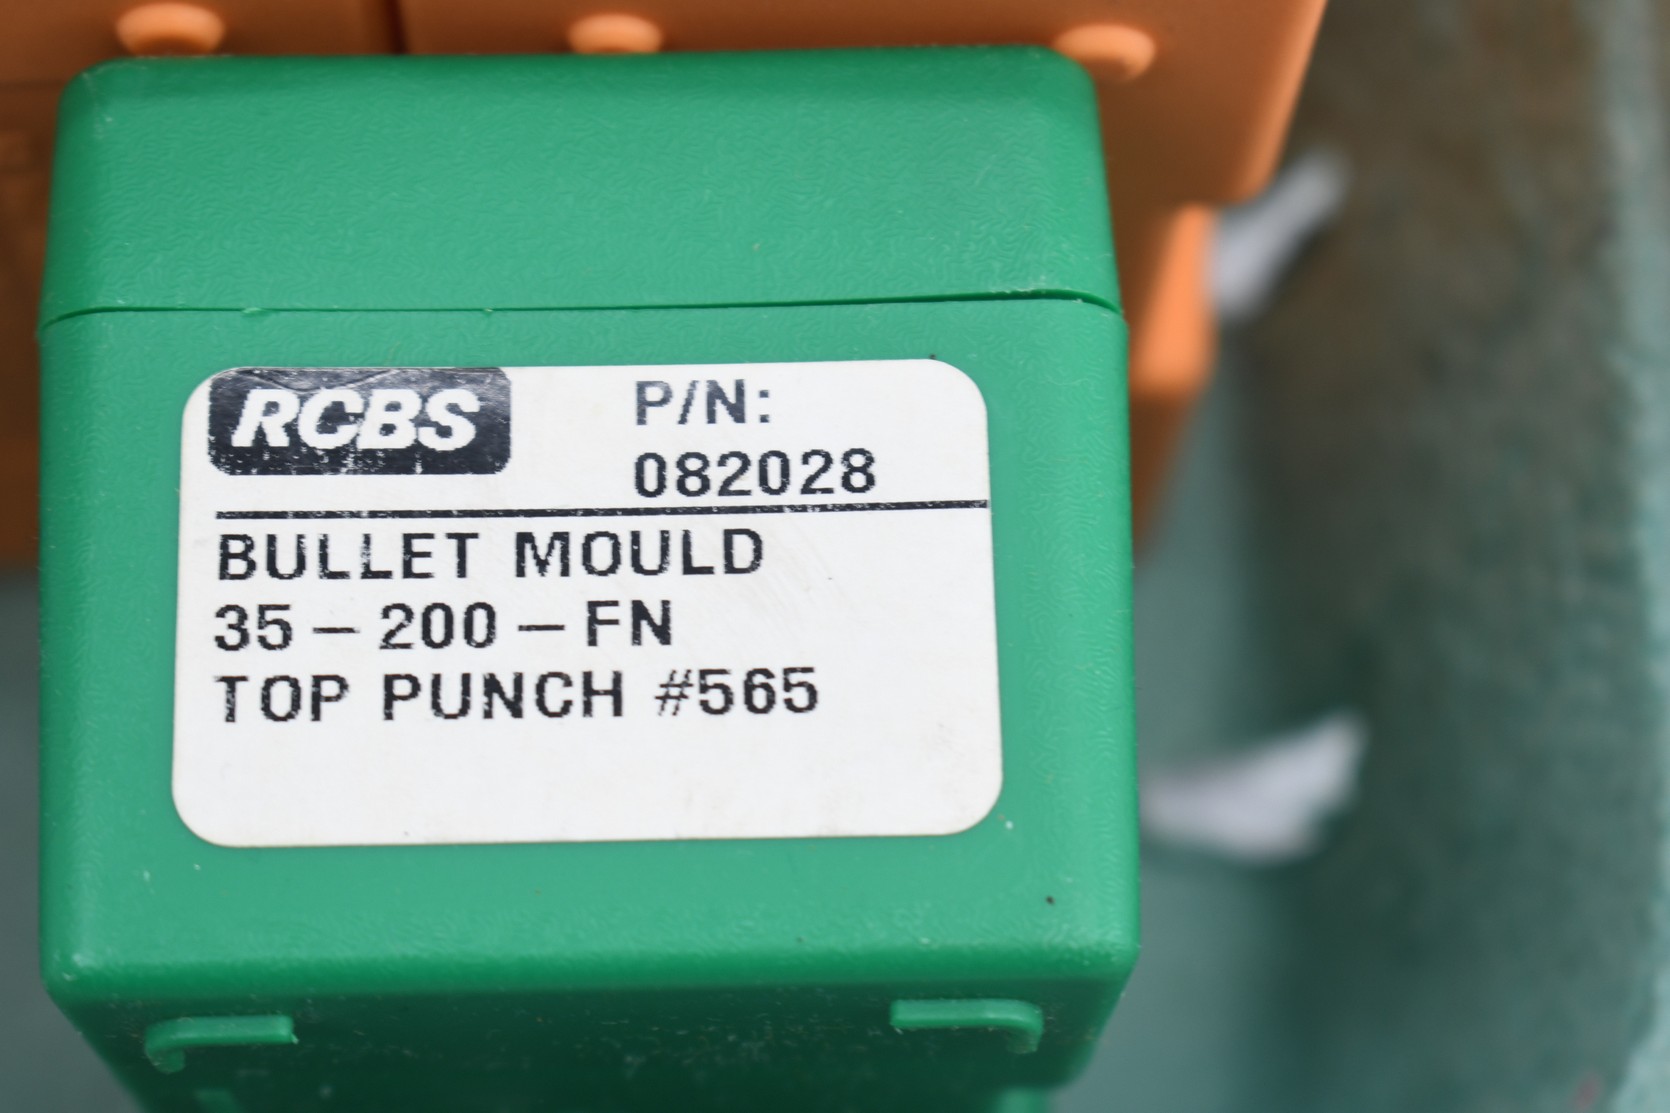 RCBS P/N:
082028
BULLET MOULD
35-200-FN
TOP PUNCH #565